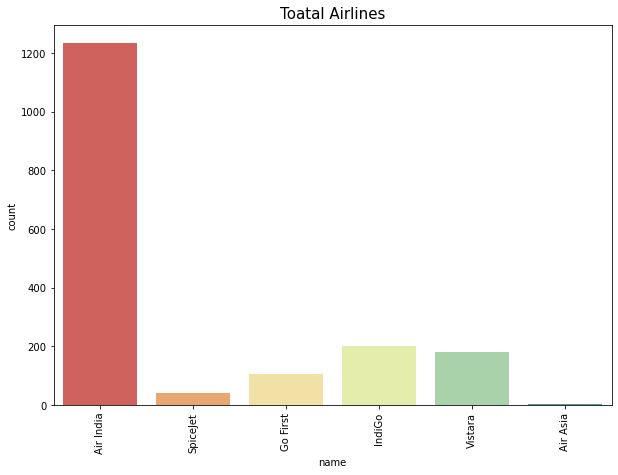 Toatal Airlines
1200
1000
800
600
400
200
0
count
Air India
SpiceJet
Go First
IndiGo
Vistara
Air Asia
name